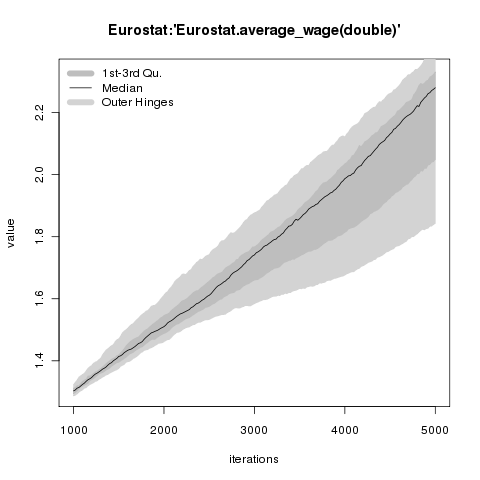 Eurostat:'Eurostat.average_wage(double)'
1st-3rd Qu.
Median
Outer Hinges
value
2.2
2.0
1.8
1.6
1.4
1000 2000 3000 4000 5000
iterations